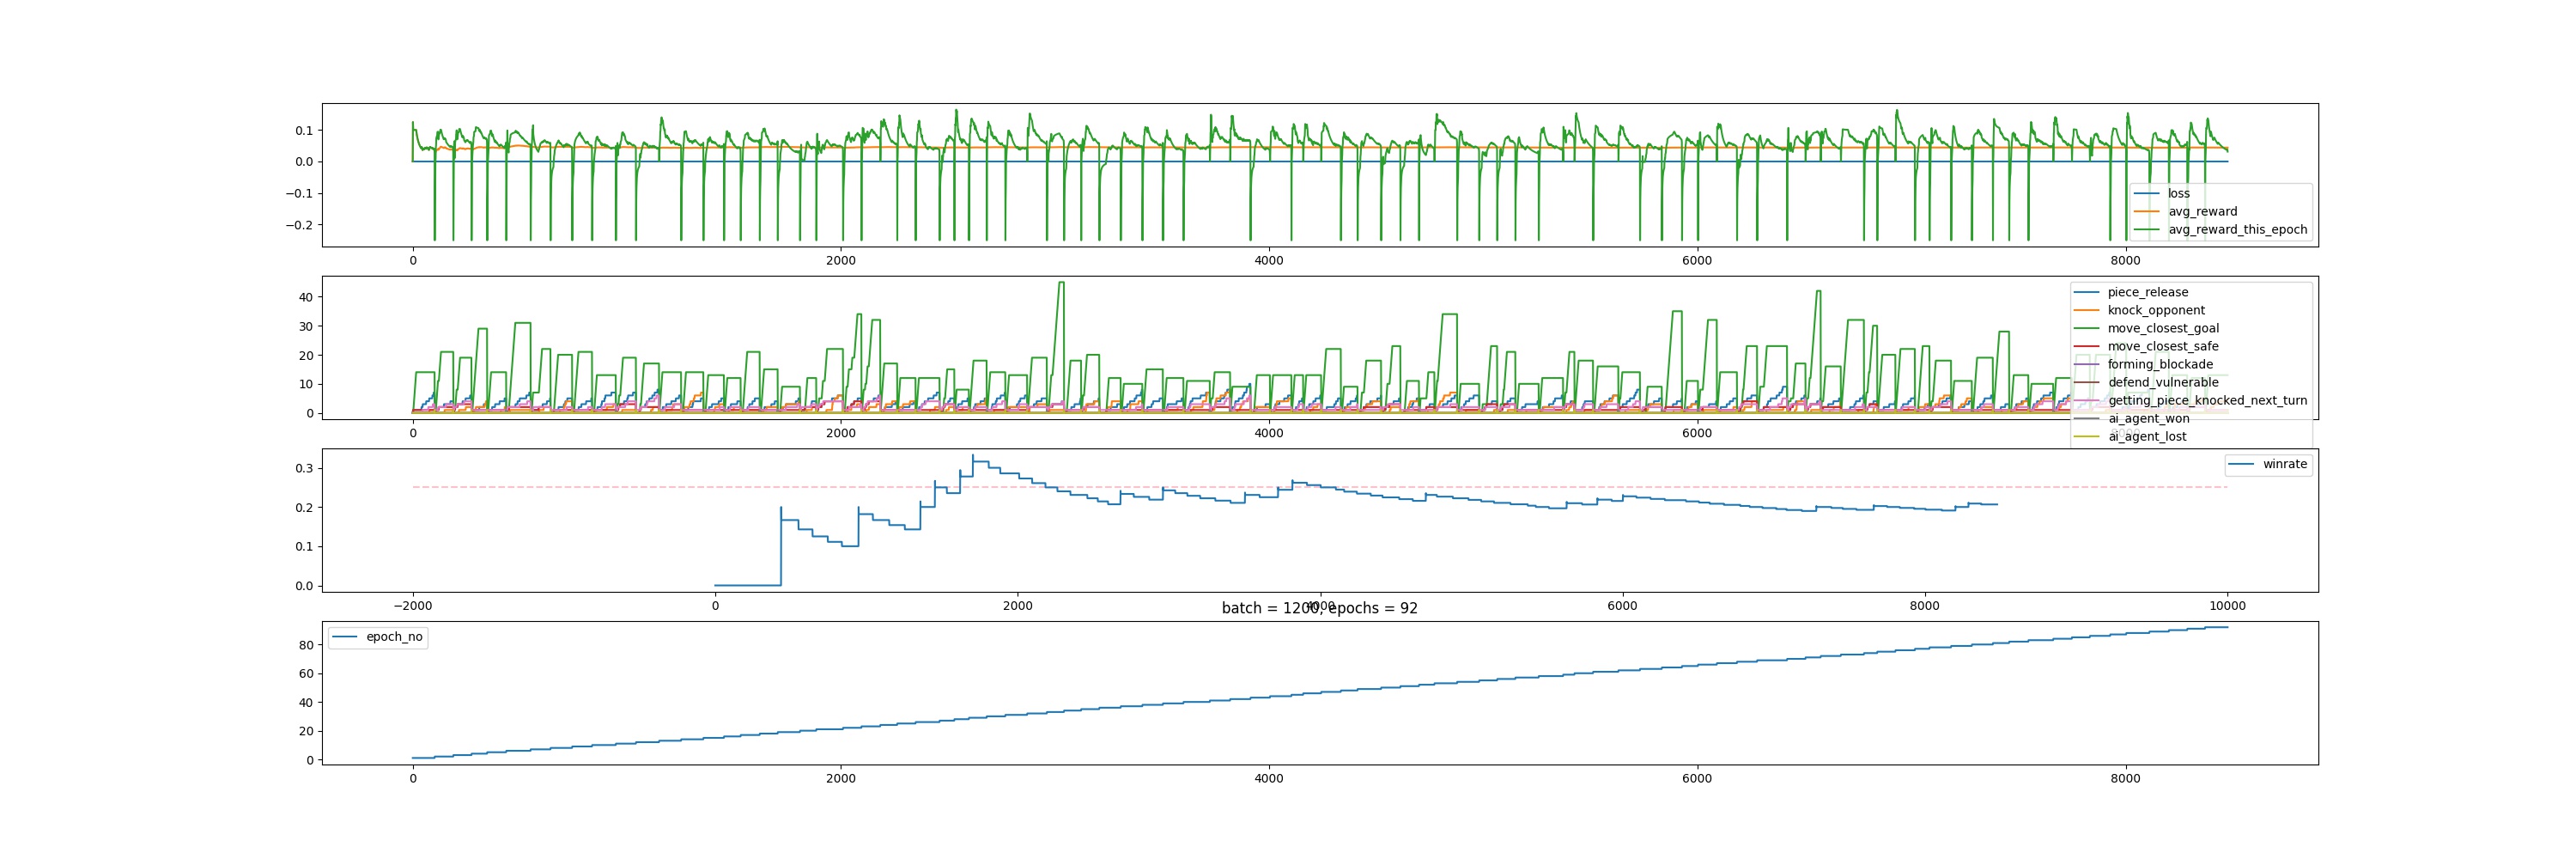 0.1
0.0
−0.1
−0.2
loss
avg_reward
avg_reward_this_epoch
0 2000 4000 6000 8000
40
30
20
10
0
piece_release
knock_opponent
move_closest_goal
move_closest_safe
forming_blockade
defend_vulnerable
getting_piece_knocked_next_turn
ai_agent_won
ai_agent_lost
0 2000 4000 6000 8000
0.3
0.2
0.1
0.0
winrate
−2000 0 2000 4000 6000 8000 10000
batch = 1200, epochs = 92
epoch_no
80
60
40
20
0
0 2000 4000 6000 8000